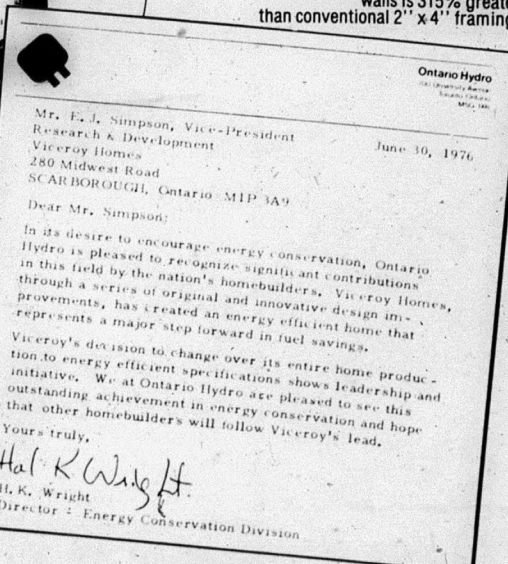 walls is 315% great
than conventional 2'' x 4'' framing
Ontario Hydro
June 30, 1976
Mr. E. J. Simpson, Vice-President
Research & Development
Viceroy Homes
280 Midwest Road
SCARBOROUGH, Ontario M1P 3A9
Dear Mr. Simpson:
In its desire to encourage energy conservation, Ontario
Hydro is pleased to recognize significant contributions
in this field by the nation's homebuilders. Viceroy Homes,
through a series of original and innovative design im-
provements, has created an energy efficient home that
represents a major step forward in fuel savings.
Viceroy's decision to change over its entire home produc-
tion to energy efficient specifications shows leadership and
initiative. We at Ontario Hydro are pleased to see this
outstanding achievement in energy conservation and hope
that other homebuilders will follow Viceroy's lead.
Yours truly,
Hal K Wright.
H. K. Wright
Director - Energy Conservation Division